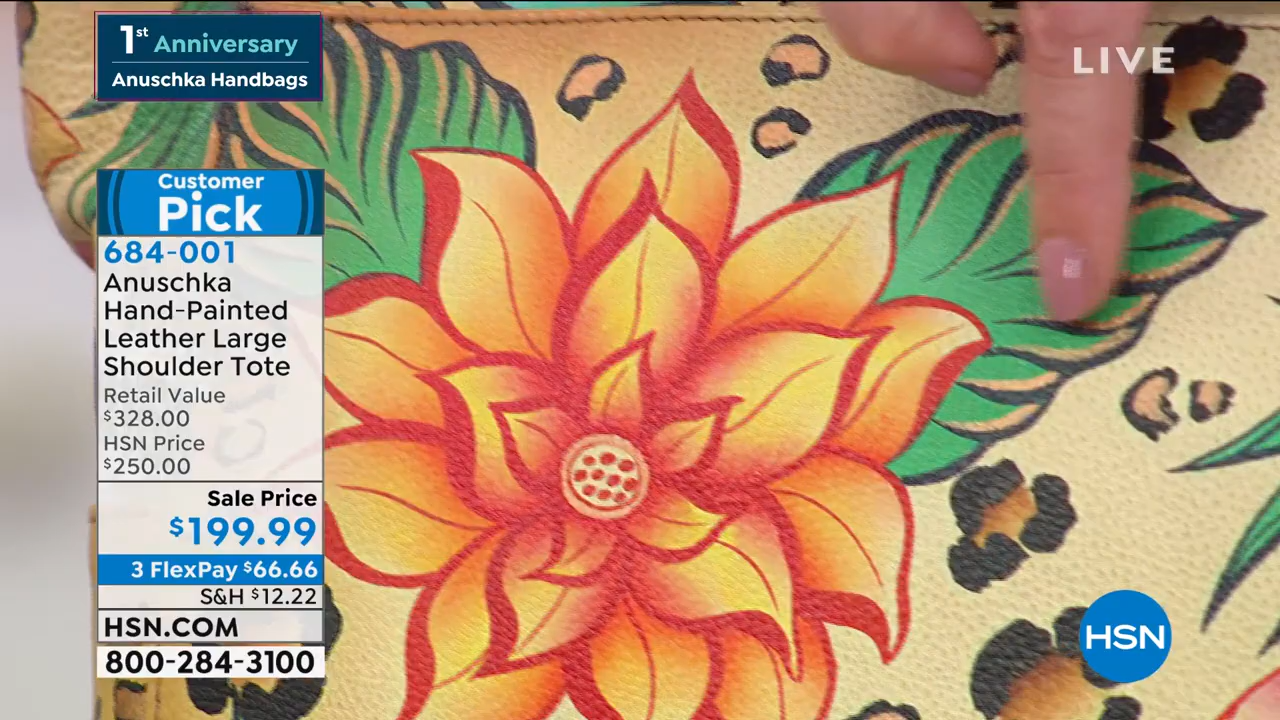 1st Anniversary
Anuschka Handbags
LIVE
Customer
Pick
684-001
Anuschka
Hand-Painted
Leather Large
Shoulder Tote
Retail Value
$328.00
HSN Price
$250.00
Sale Price
$199.99
3 FlexPay $66.66
S&H $12.22
HSN.COM
800-284-3100
HSN